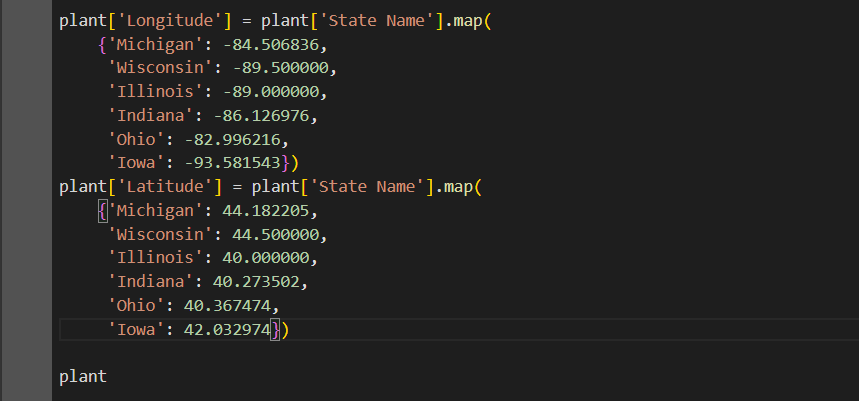 plant['Longitude'] = plant['State Name'].map(
    {'Michigan': -84.506836,
     'Wisconsin': -89.500000,
     'Illinois': -89.000000,
     'Indiana': -86.126976,
     'Ohio': -82.996216,
     'Iowa': -93.581543})
plant['Latitude'] = plant['State Name'].map(
    {'Michigan': 44.182205,
     'Wisconsin': 44.500000,
     'Illinois': 40.000000,
     'Indiana': 40.273502,
     'Ohio': 40.367474,
     'Iowa': 42.032974})
plant